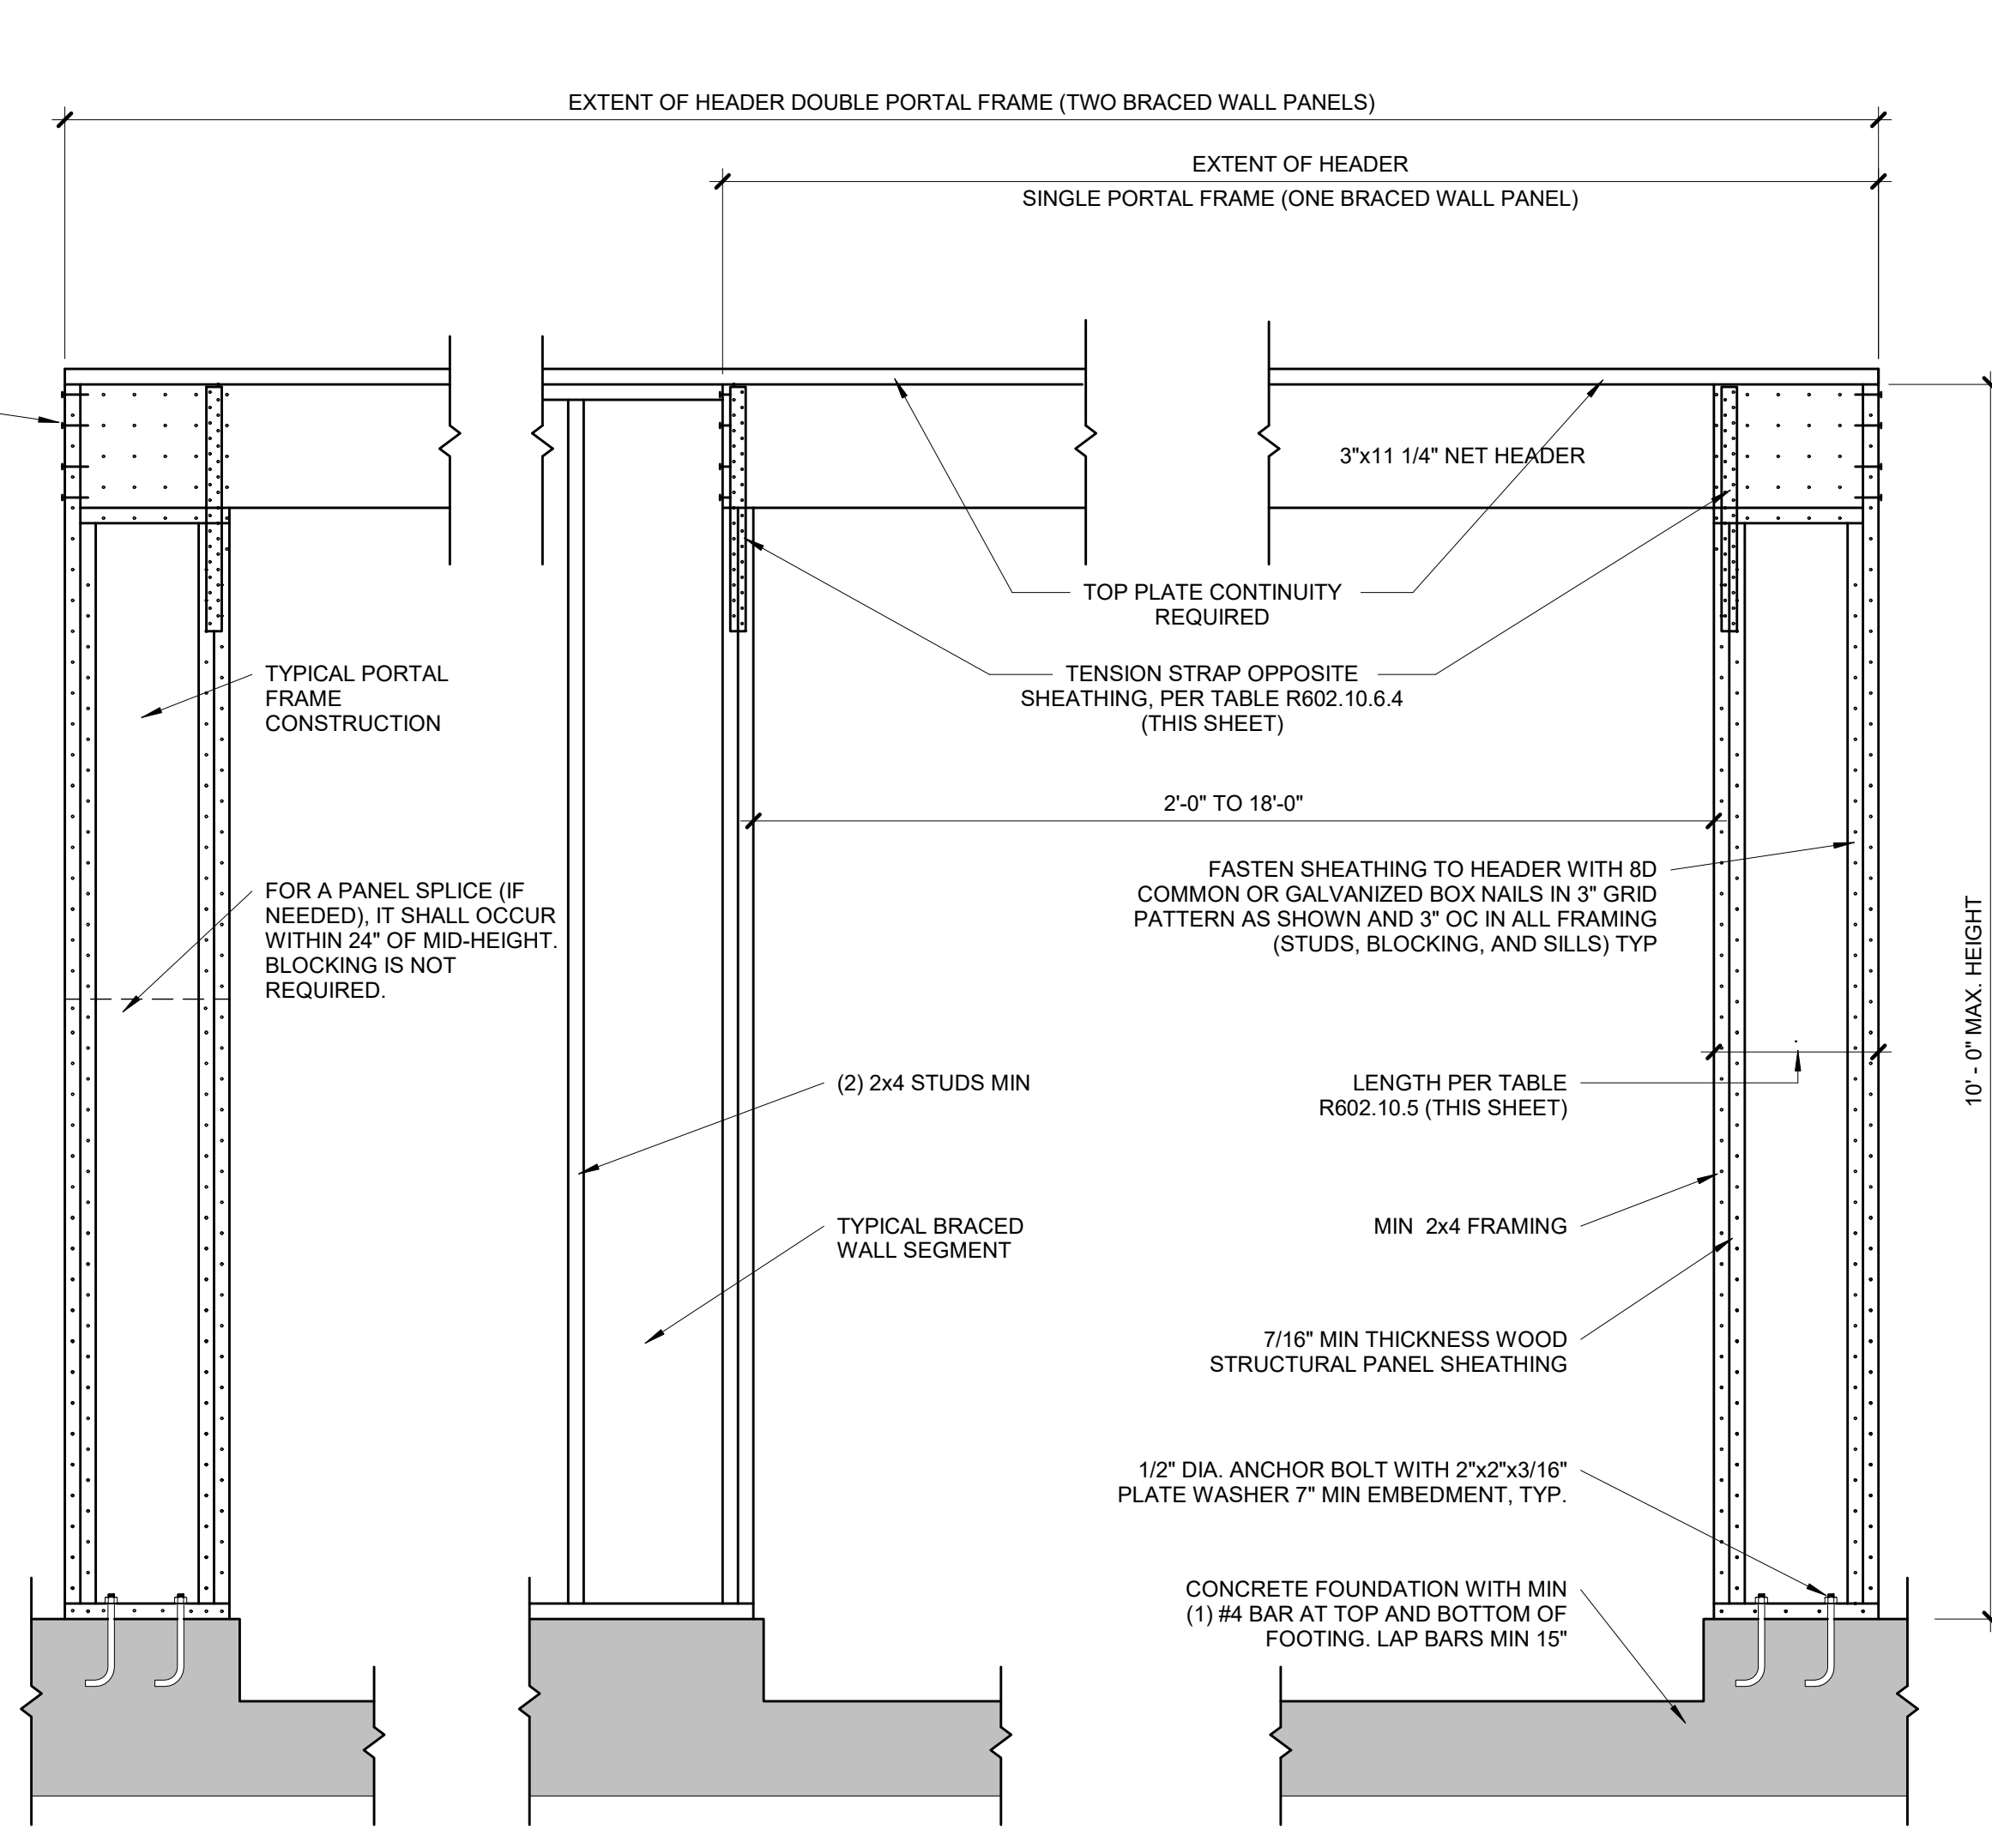 EXTENT OF HEADER DOUBLE PORTAL FRAME (TWO BRACED WALL PANELS)
EXTENT OF HEADER
SINGLE PORTAL FRAME (ONE BRACED WALL PANEL)
3"x11 1/4" NET HEADER
TOP PLATE CONTINUITY
REQUIRED
TYPICAL PORTAL
FRAME
CONSTRUCTION
TENSION STRAP OPPOSITE
SHEATHING, PER TABLE R602.10.6.4
(THIS SHEET)
2'-0" TO 18'-0"
FOR A PANEL SPLICE (IF
NEEDED), IT SHALL OCCUR
WITHIN 24" OF MID-HEIGHT.
BLOCKING IS NOT
REQUIRED.
FASTEN SHEATHING TO HEADER WITH 8D
COMMON OR GALVANIZED BOX NAILS IN 3" GRID
PATTERN AS SHOWN AND 3" OC IN ALL FRAMING
(STUDS, BLOCKING, AND SILLS) TYP
10' - 0" MAX. HEIGHT
(2) 2x4 STUDS MIN
LENGTH PER TABLE
R602.10.5 (THIS SHEET)
TYPICAL BRACED
WALL SEGMENT
MIN  2x4 FRAMING
7/16" MIN THICKNESS WOOD
STRUCTURAL PANEL SHEATHING
1/2" DIA. ANCHOR BOLT WITH 2"x2"x3/16"
PLATE WASHER 7" MIN EMBEDMENT, TYP.
CONCRETE FOUNDATION WITH MIN
(1) #4 BAR AT TOP AND BOTTOM OF
FOOTING. LAP BARS MIN 15"